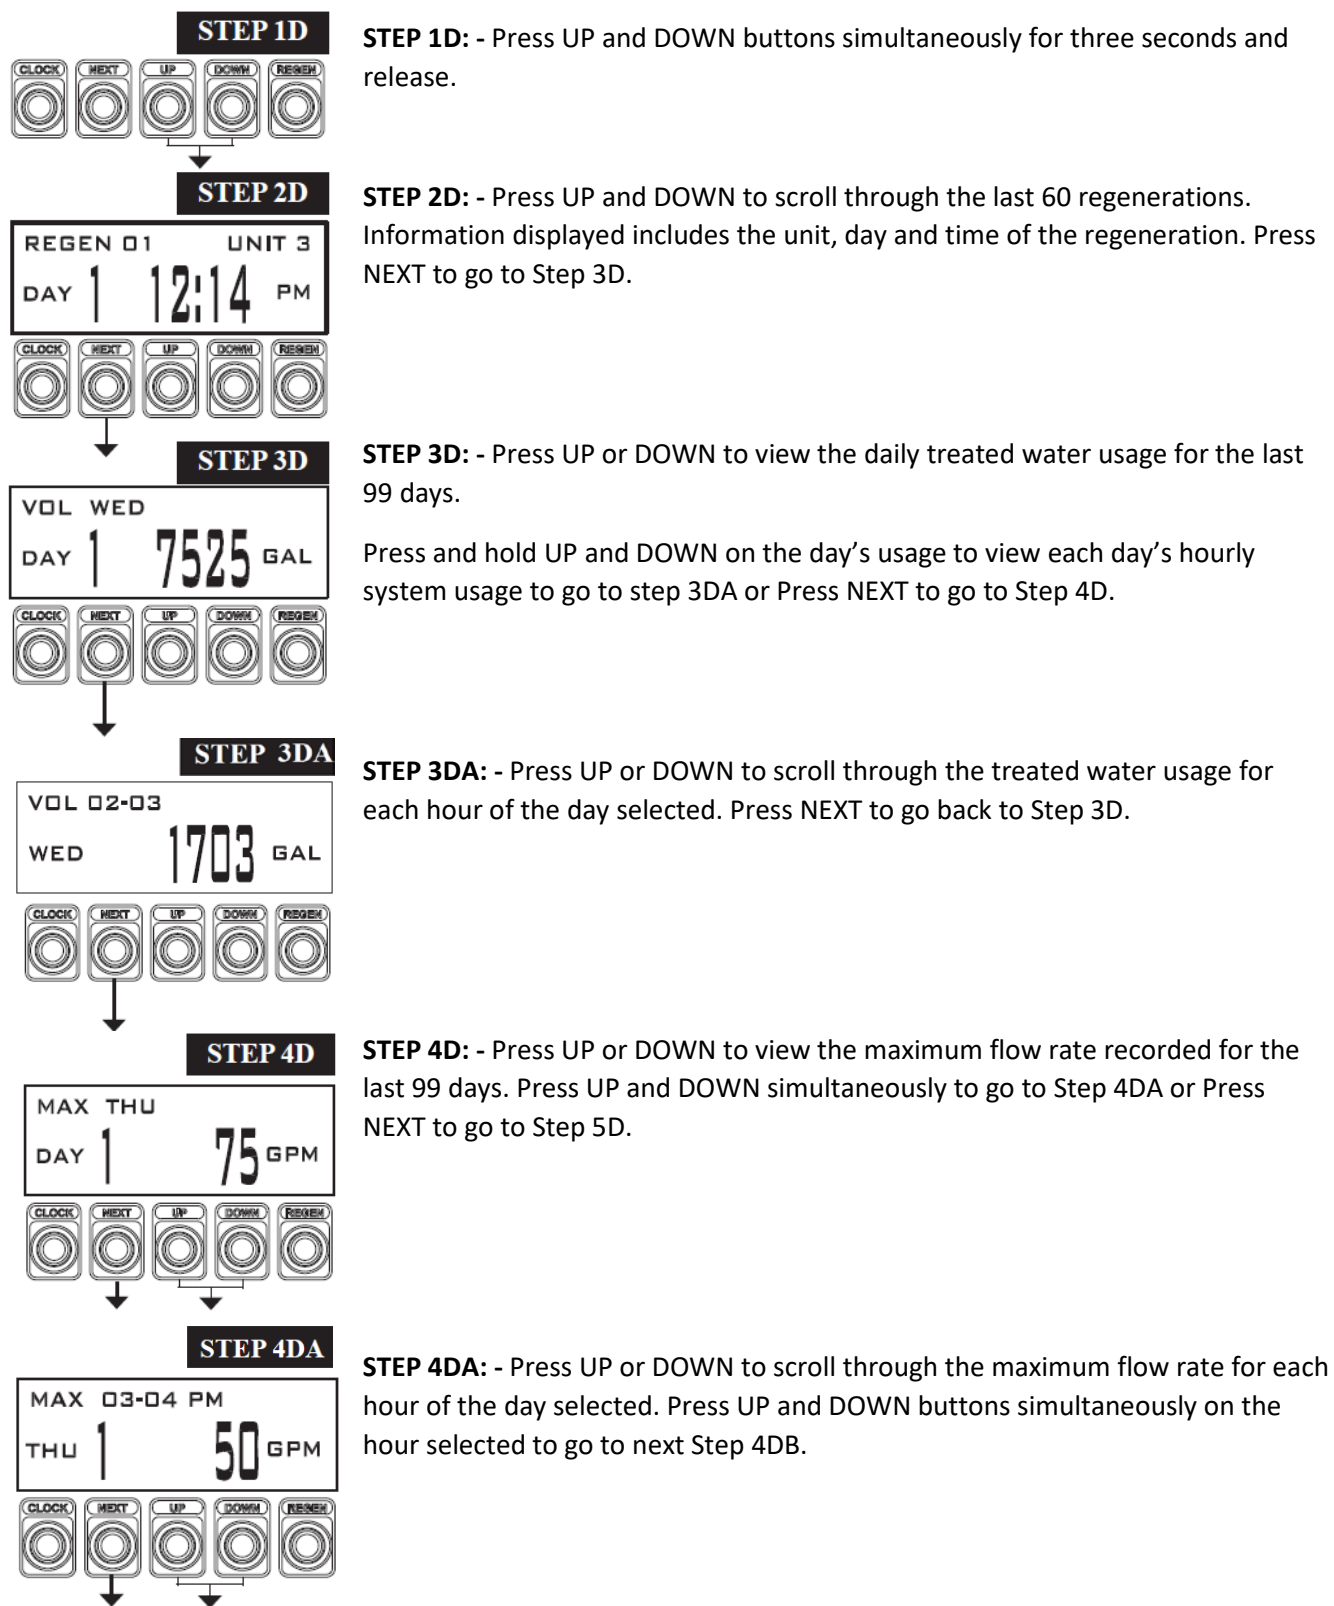 STEP 1D
STEP 1D: - Press UP and DOWN buttons simultaneously for three seconds and
release.
CLOCK NEXT UP DOWN REGEN
STEP 2D
STEP 2D: - Press UP and DOWN to scroll through the last 60 regenerations.
Information displayed includes the unit, day and time of the regeneration. Press
NEXT to go to Step 3D.
REGEN 01 UNIT 3
DAY 1 12:14 PM
CLOCK NEXT UP DOWN REGEN
STEP 3D
STEP 3D: - Press UP or DOWN to view the daily treated water usage for the last
99 days.
Press and hold UP and DOWN on the day’s usage to view each day’s hourly
system usage to go to step 3DA or Press NEXT to go to Step 4D.
VOL WED
DAY 1 7525 GAL
CLOCK NEXT UP DOWN REGEN
STEP 3DA
STEP 3DA: - Press UP or DOWN to scroll through the treated water usage for
each hour of the day selected. Press NEXT to go back to Step 3D.
VOL 02-03
WED 1703 GAL
CLOCK NEXT UP DOWN REGEN
STEP 4D
STEP 4D: - Press UP or DOWN to view the maximum flow rate recorded for the
last 99 days. Press UP and DOWN simultaneously to go to Step 4DA or Press
NEXT to go to Step 5D.
MAX THU
DAY 1 75 GPM
CLOCK NEXT UP DOWN REGEN
STEP 4DA
STEP 4DA: - Press UP or DOWN to scroll through the maximum flow rate for each
hour of the day selected. Press UP and DOWN buttons simultaneously on the
hour selected to go to next Step 4DB.
MAX 03-04 PM
THU 1 50 GPM
CLOCK NEXT UP DOWN REGEN